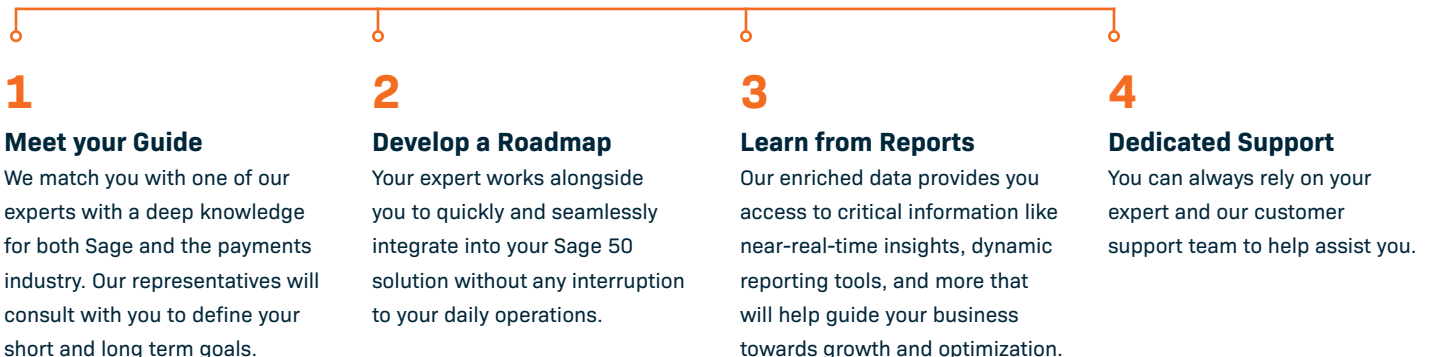 1
Meet your Guide
We match you with one of our
experts with a deep knowledge
for both Sage and the payments
industry. Our representatives will
consult with you to define your
short and long term goals.
2
Develop a Roadmap
Your expert works alongside
you to quickly and seamlessly
integrate into your Sage 50
solution without any interruption
to your daily operations.
3
Learn from Reports
Our enriched data provides you
access to critical information like
near-real-time insights, dynamic
reporting tools, and more that
will help guide your business
towards growth and optimization.
4
Dedicated Support
You can always rely on your
expert and our customer
support team to help assist you.